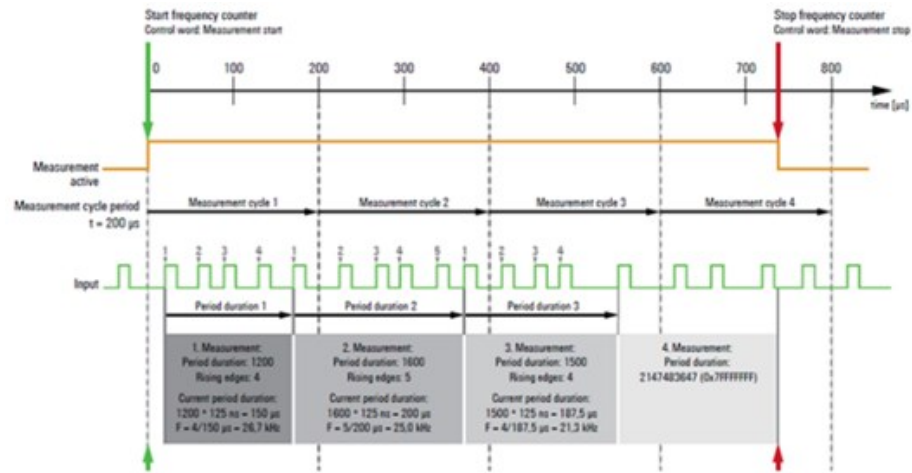 Start frequency counter
Control word: Measurement start
Stop frequency counter
Control word: Measurement stop
0 100 200 300 400 500 600 700 800
time [µs]
Measurement
active
Measurement cycle period
t = 200 µs
Measurement cycle 1
Measurement cycle 2
Measurement cycle 3
Measurement cycle 4
1 2 3 4 1 2 3 4 5 1 2 3 4
Input
Period duration 1
Period duration 2
Period duration 3
1. Measurement:
Period duration: 1200
Rising edges: 4
Current period duration:
1200 * 125 ns = 150 µs
F = 4/150 µs = 26,7 kHz
2. Measurement:
Period duration: 1600
Rising edges: 5
Current period duration:
1600 * 125 ns = 200 µs
F = 5/200 µs = 25,0 kHz
3. Measurement:
Period duration: 1500
Rising edges: 4
Current period duration:
1500 * 125 ns = 187,5 µs
F = 4/187,5 µs = 21,3 kHz
4. Measurement:
Period duration:
2147483647 (0x7FFFFFFF)